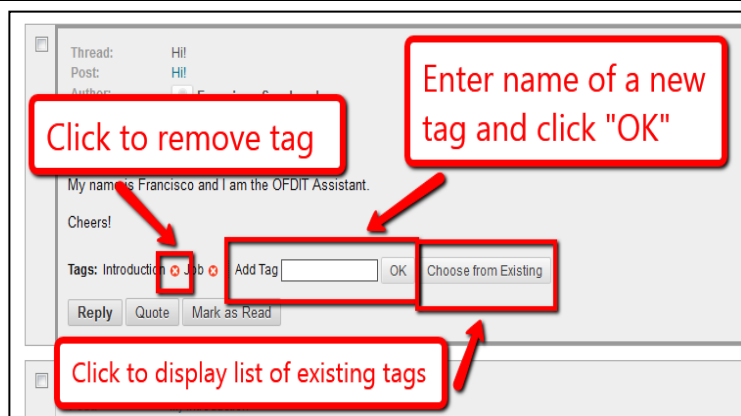 Thread: Hi!
Post: Hi!
Author:
Enter name of a new
tag and click "OK"
Click to remove tag
My name is Francisco and I am the OFDIT Assistant.
Cheers!
Tags: Introduction Job Add Tag OK Choose from Existing
Reply Quote Mark as Read
Click to display list of existing tags